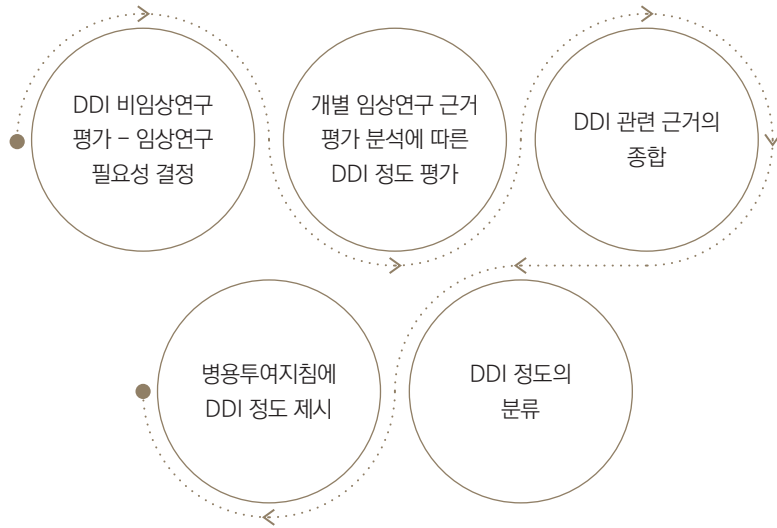 DDI 비임상연구
평가 – 임상연구
필요성 결정
개별 임상연구 근거
평가 분석에 따른
DDI 정도 평가
DDI 관련 근거의
종합
DDI 정도의
분류
병용투여지침에
DDI 정도 제시